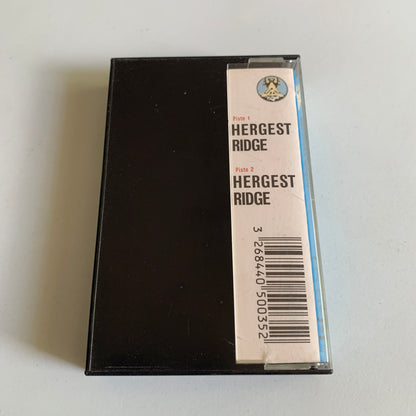 Piste 1
HERGEST
RIDGE
Piste 2
HERGEST
RIDGE
3 268440 500352